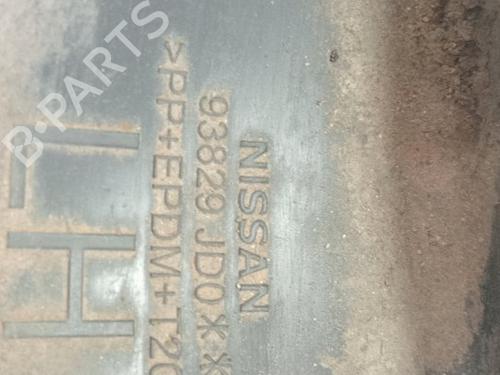 NISSAN
93829 JD0**
>PP+EPDM+T20
LH
B-PARTS